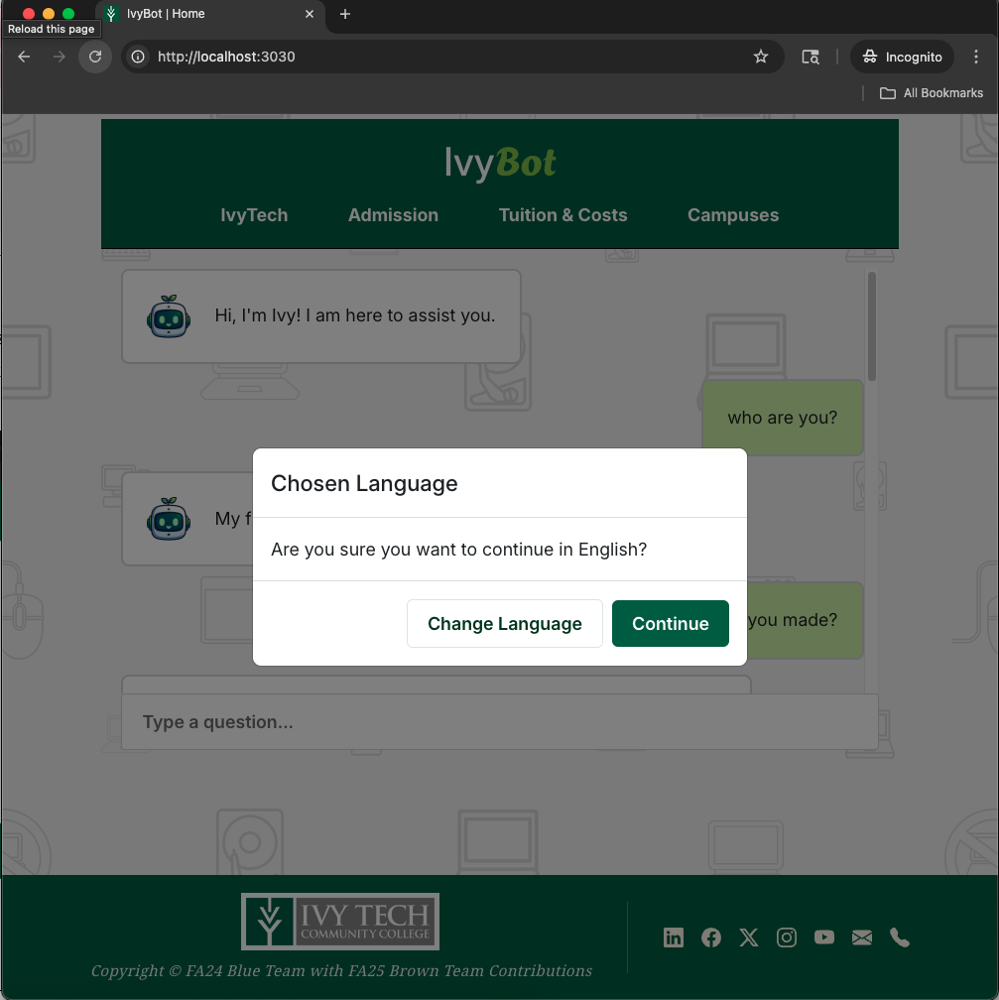 IvyBot | Home
Reload this page
http://localhost:3030
Incognito
All Bookmarks
IvyBot
IvyTech
Admission
Tuition & Costs
Campuses
Hi, I'm Ivy! I am here to assist you.
who are you?
My f
Chosen Language
Are you sure you want to continue in English?
Change Language
Continue
you made?
Type a question...
IVY TECH
COMMUNITY COLLEGE
Copyright © FA24 Blue Team with FA25 Brown Team Contributions